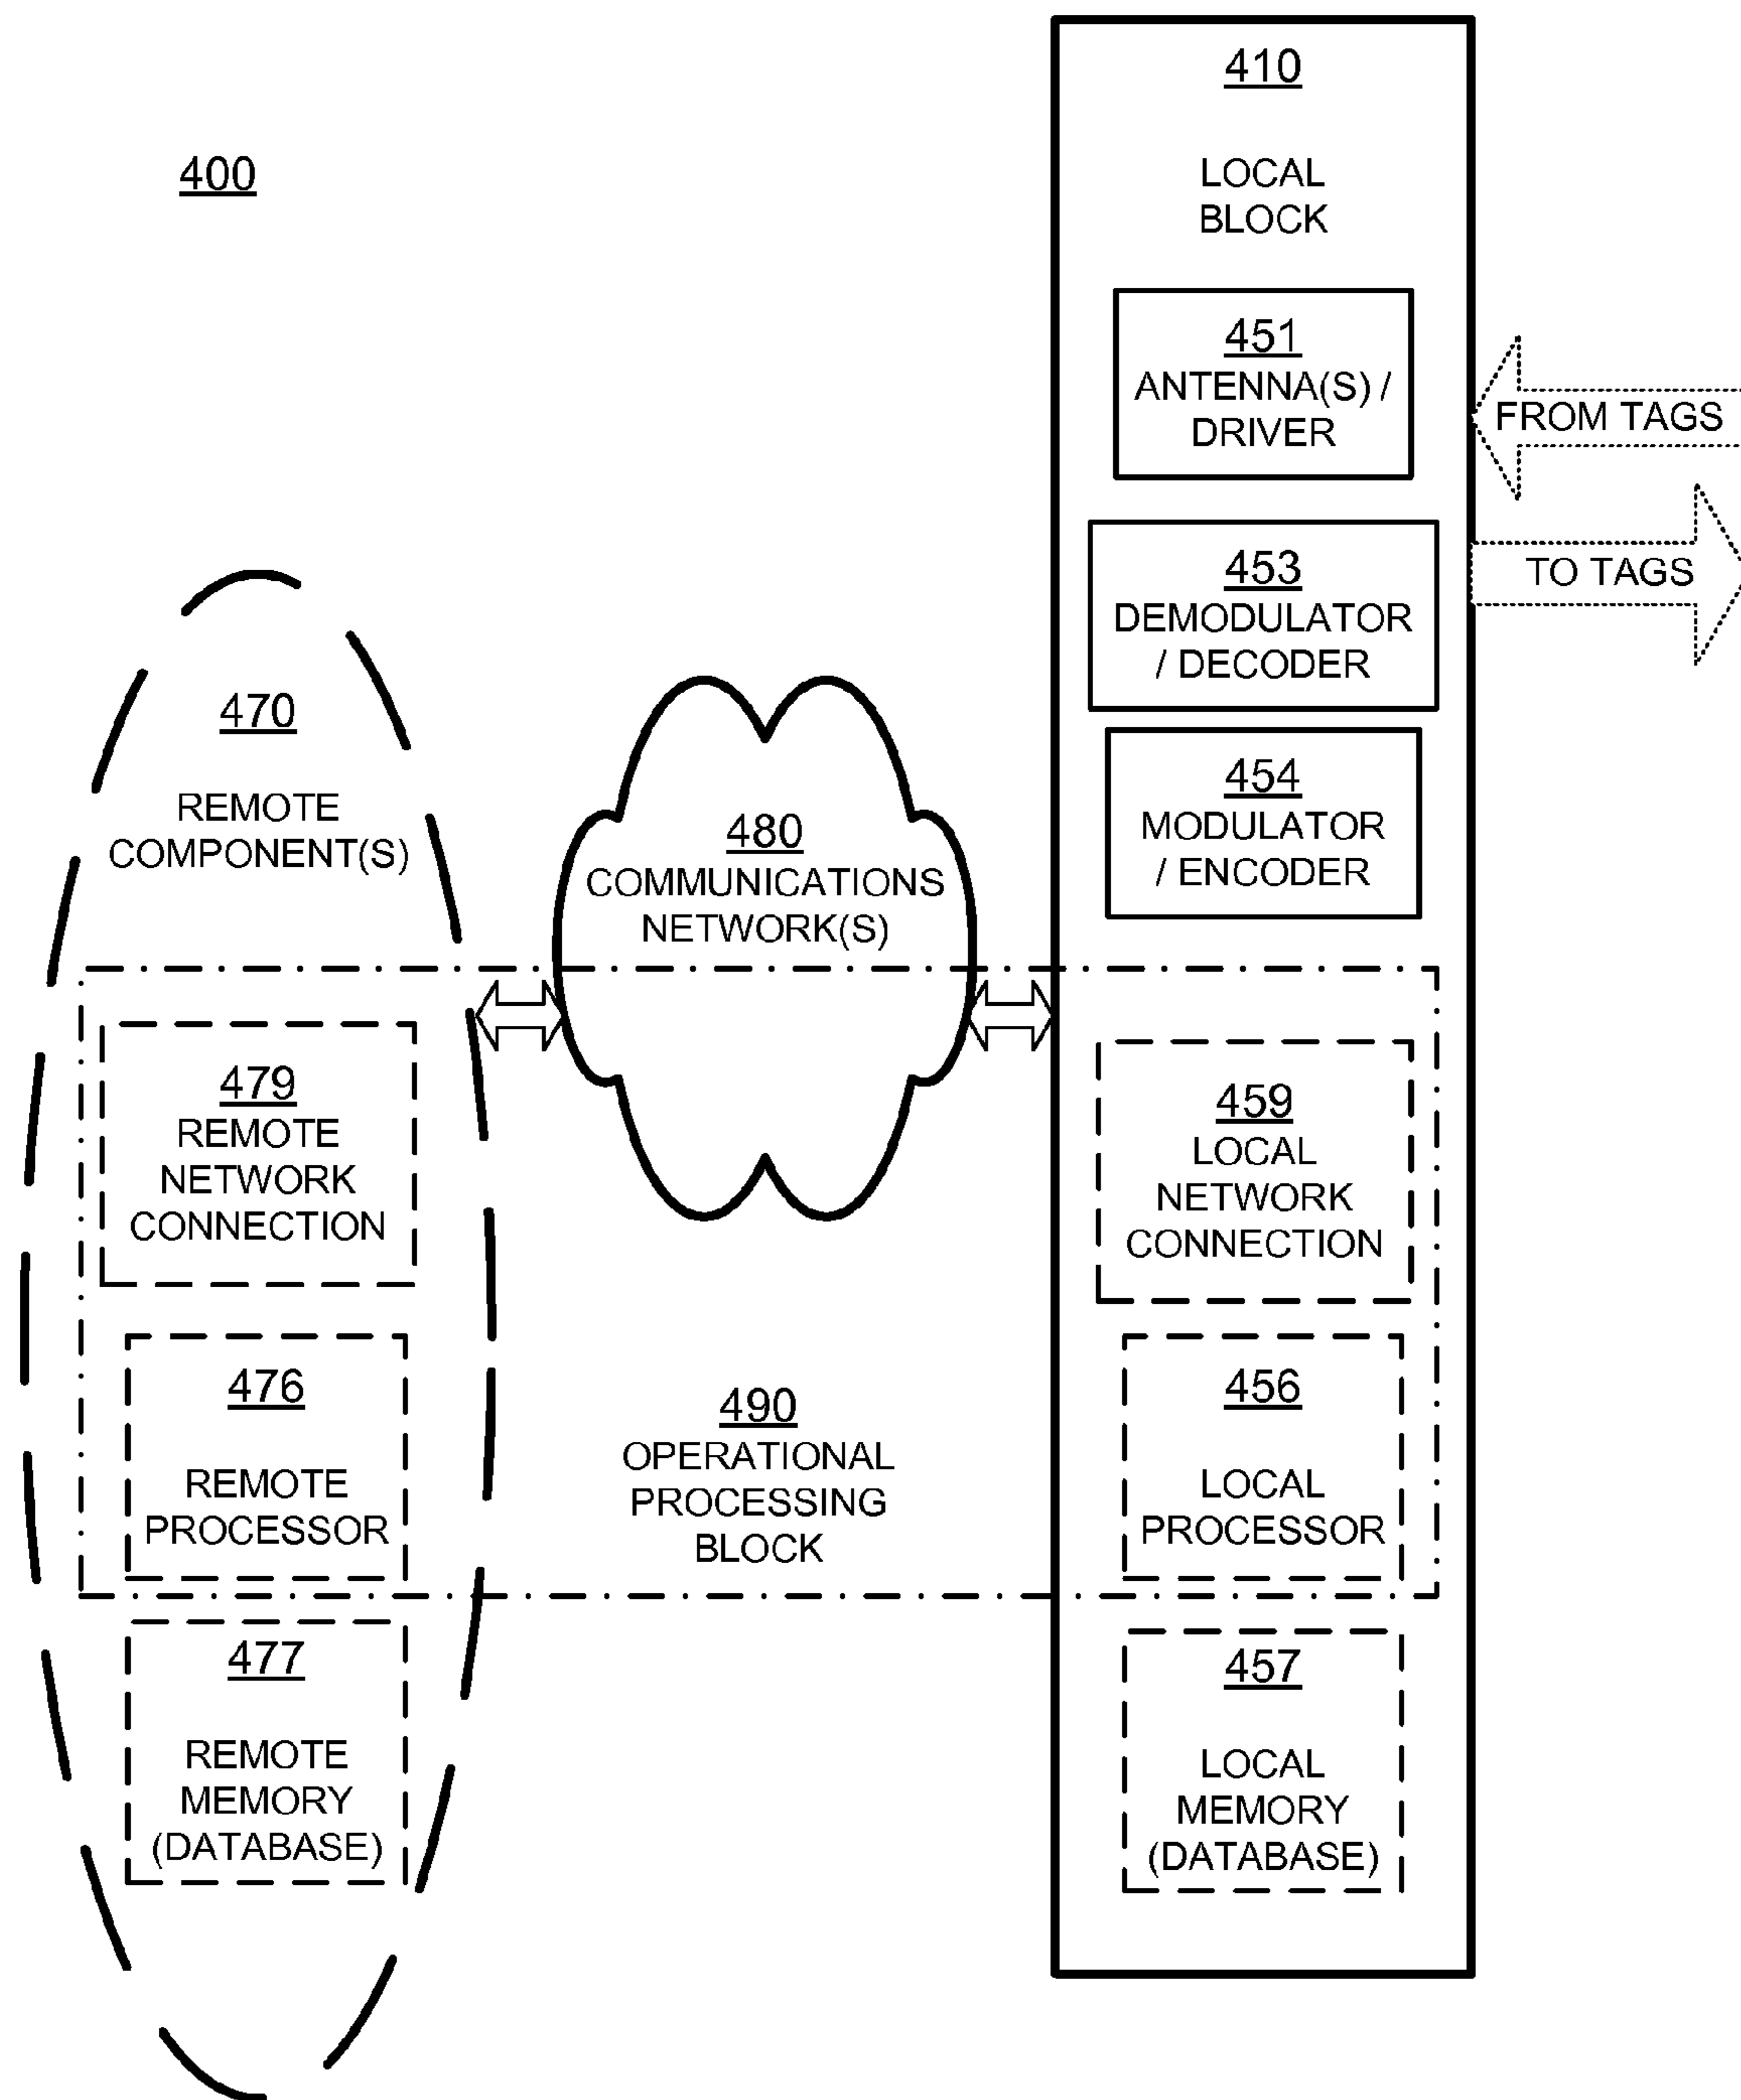 400
410
LOCAL
BLOCK
451
ANTENNA(S) /
DRIVER
FROM TAGS
TO TAGS
453
DEMODULATOR
/ DECODER
454
MODULATOR
/ ENCODER
470
REMOTE
COMPONENT(S)
480
COMMUNICATIONS
NETWORK(S)
479
REMOTE
NETWORK
CONNECTION
459
LOCAL
NETWORK
CONNECTION
476
REMOTE
PROCESSOR
490
OPERATIONAL
PROCESSING
BLOCK
456
LOCAL
PROCESSOR
477
REMOTE
MEMORY
(DATABASE)
457
LOCAL
MEMORY
(DATABASE)